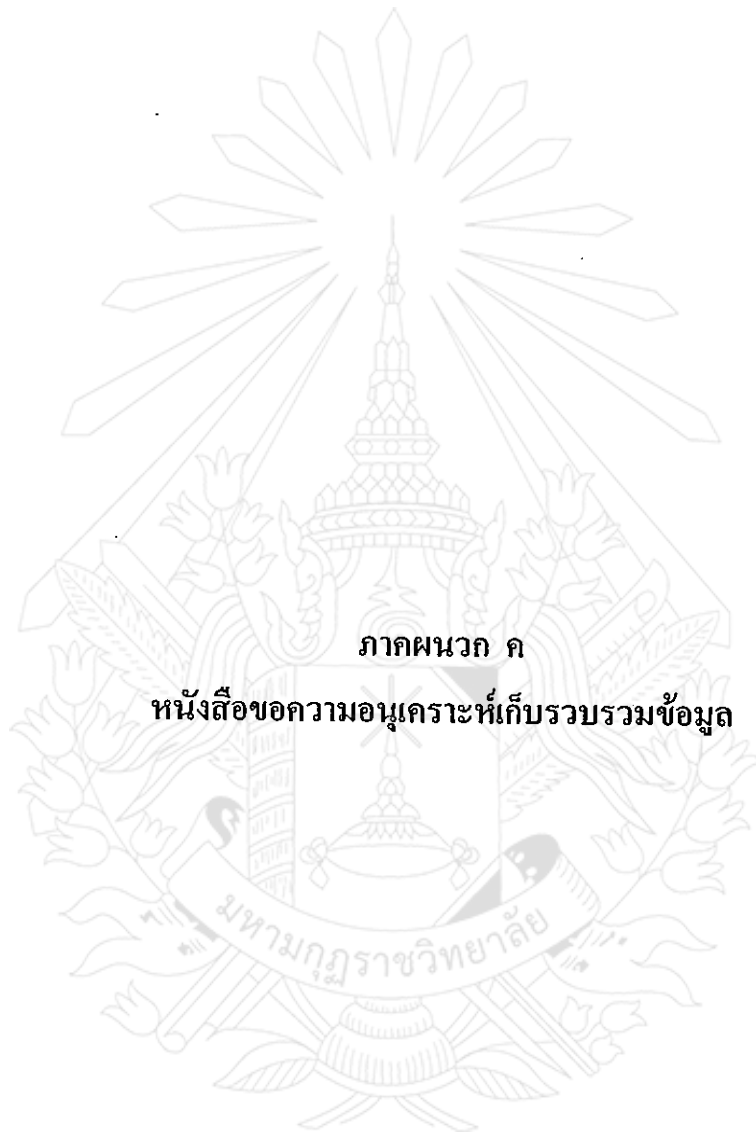 ภาคผนวก ค
หนังสือขอความอนุเคราะห์เก็บรวบรวมข้อมูล
มหามกุฏราชวิทยาลัย